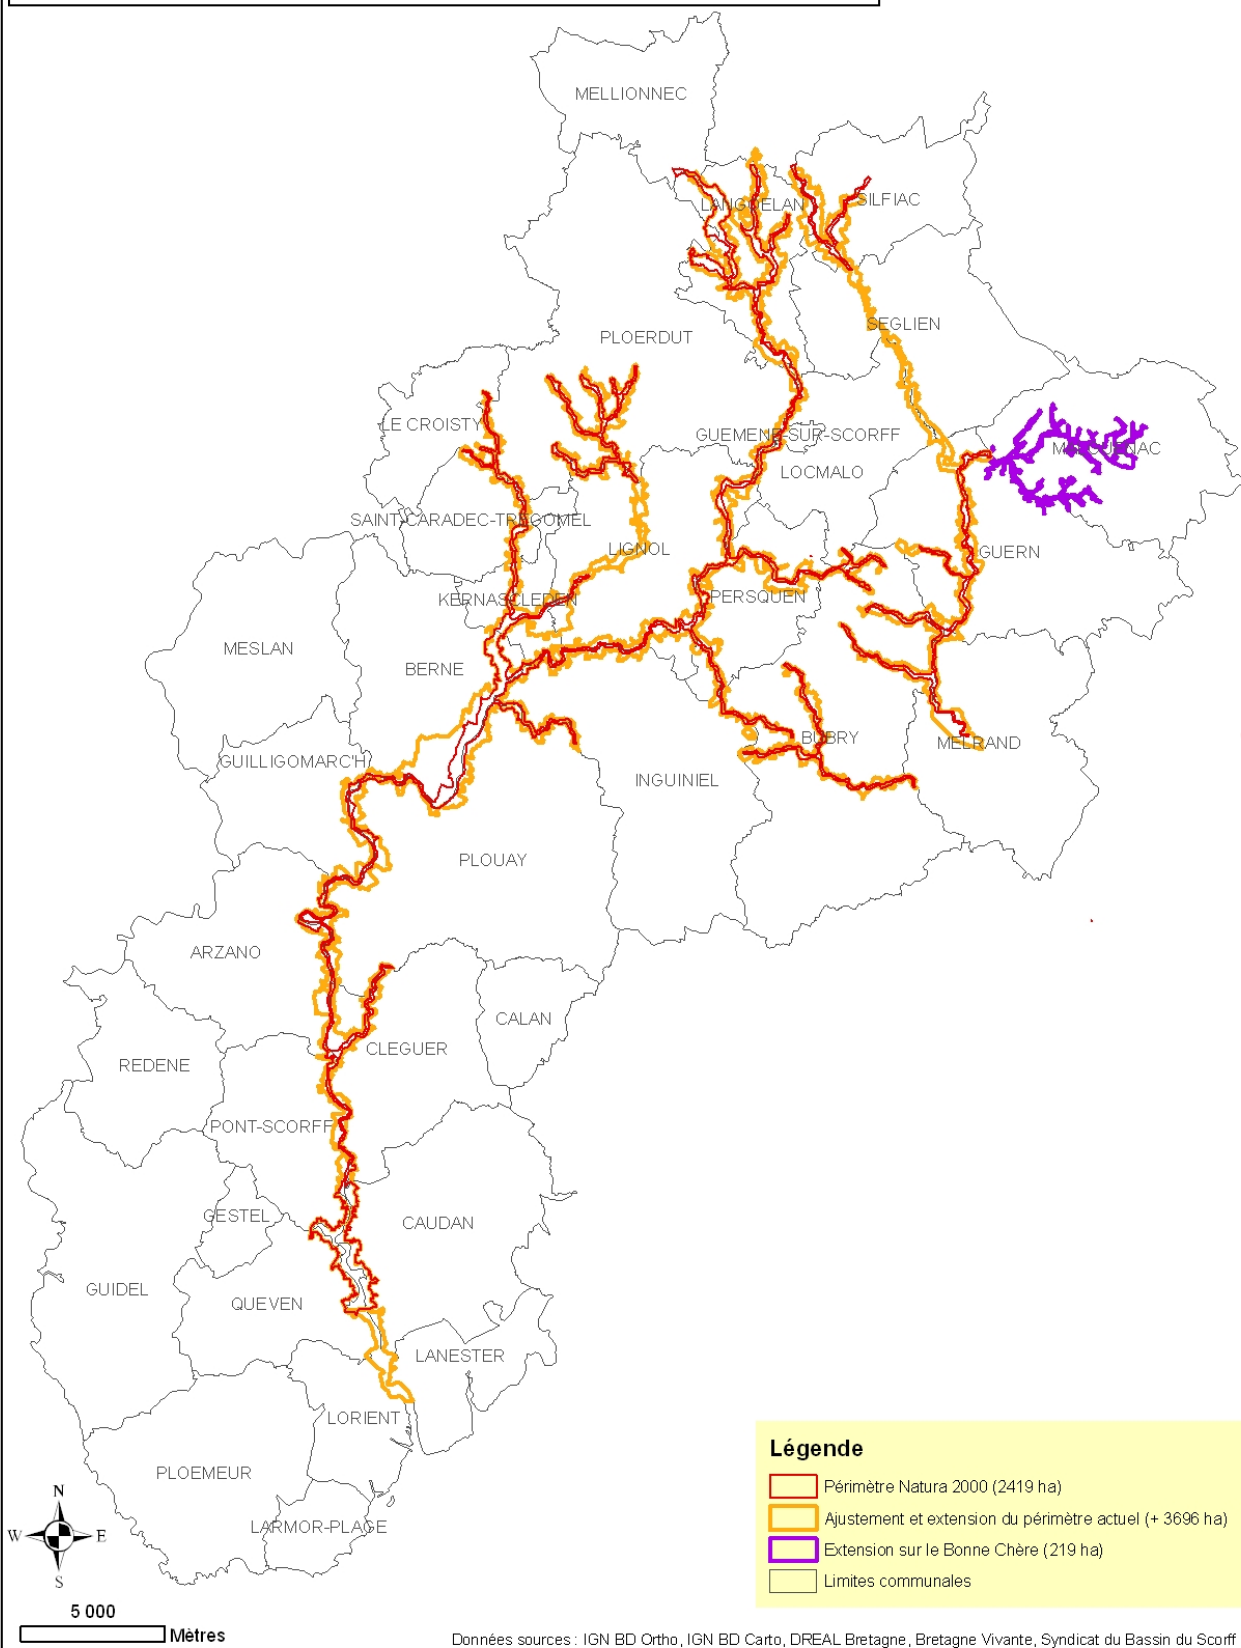 MELLIONNEC
LANGOELAN
SILFIAC
PLOERDUT
SEGLIEN
LE CROISTY
GUEMENE-SUR-SCORFF
LOCMALO
MALGUENAC
SAINT-CARADEC-TREGOMEL
LIGNOL
GUERN
KERNASCLEDEN
PERSQUEN
MESLAN
BERNE
GUILLIGOMARC'H
BUBRY
MELRAND
INGUINIEL
PLOUAY
ARZANO
CALAN
CLEGUER
REDENE
PONT-SCORFF
GESTEL
CAUDAN
GUIDEL
QUEVEN
LANESTER
LORIENT
PLOEMEUR
LARMOR-PLAGE
Légende
Périmètre Natura 2000 (2419 ha)
Ajustement et extension du périmètre actuel (+ 3696 ha)
Extension sur le Bonne Chère (219 ha)
Limites communales
N
W
E
S
5 000
Mètres
Données sources : IGN BD Ortho, IGN BD Carto, DREAL Bretagne, Bretagne Vivante, Syndicat du Bassin du Scorff